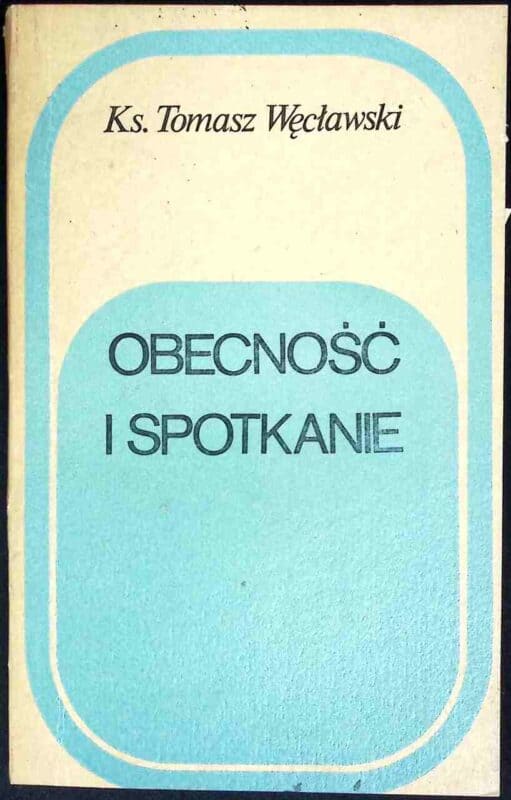 Ks. Tomasz Węcławski
OBECNOŚĆ
I SPOTKANIE